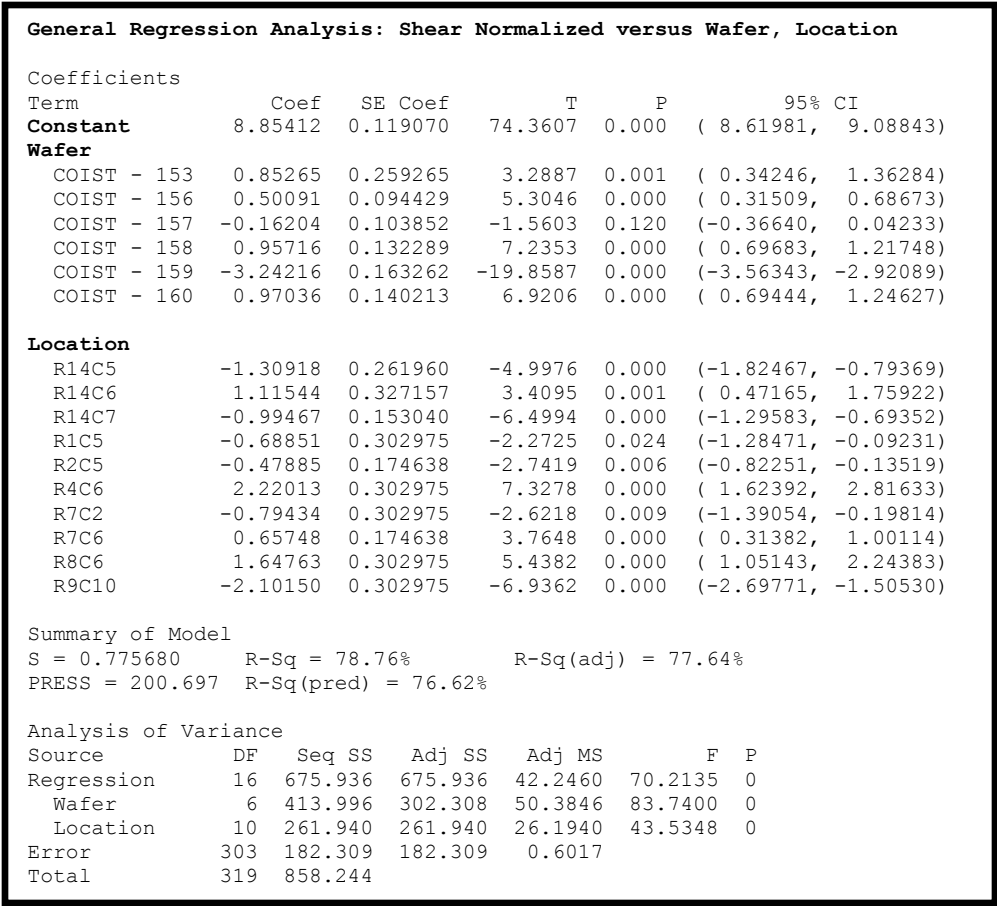 General Regression Analysis: Shear Normalized versus Wafer, Location
Coefficients
Term Coef SE Coef T P 95% CI
Constant 8.85412 0.119070 74.3607 0.000 ( 8.61981, 9.08843)
Wafer
COIST - 153 0.85265 0.259265 3.2887 0.001 ( 0.34246, 1.36284)
COIST - 156 0.50091 0.094429 5.3046 0.000 ( 0.31509, 0.68673)
COIST - 157 -0.16204 0.103852 -1.5603 0.120 (-0.36640, 0.04233)
COIST - 158 0.95716 0.132289 7.2353 0.000 ( 0.69683, 1.21748)
COIST - 159 -3.24216 0.163262 -19.8587 0.000 (-3.56343, -2.92089)
COIST - 160 0.97036 0.140213 6.9206 0.000 ( 0.69444, 1.24627)
Location
R14C5 -1.30918 0.261960 -4.9976 0.000 (-1.82467, -0.79369)
R14C6 1.11544 0.327157 3.4095 0.001 ( 0.47165, 1.75922)
R14C7 -0.99467 0.153040 -6.4994 0.000 (-1.29583, -0.69352)
R1C5 -0.68851 0.302975 -2.2725 0.024 (-1.28471, -0.09231)
R2C5 -0.47885 0.174638 -2.7419 0.006 (-0.82251, -0.13519)
R4C6 2.22013 0.302975 7.3278 0.000 ( 1.62392, 2.81633)
R7C2 -0.79434 0.302975 -2.6218 0.009 (-1.39054, -0.19814)
R7C6 0.65748 0.174638 3.7648 0.000 ( 0.31382, 1.00114)
R8C6 1.64763 0.302975 5.4382 0.000 ( 1.05143, 2.24383)
R9C10 -2.10150 0.302975 -6.9362 0.000 (-2.69771, -1.50530)
Summary of Model
S = 0.775680 R-Sq = 78.76% R-Sq(adj) = 77.64%
PRESS = 200.697 R-Sq(pred) = 76.62%
Analysis of Variance
Source DF Seq SS Adj SS Adj MS F P
Regression 16 675.936 675.936 42.2460 70.2135 0
Wafer 6 413.996 302.308 50.3846 83.7400 0
Location 10 261.940 261.940 26.1940 43.5348 0
Error 303 182.309 182.309 0.6017
Total 319 858.244